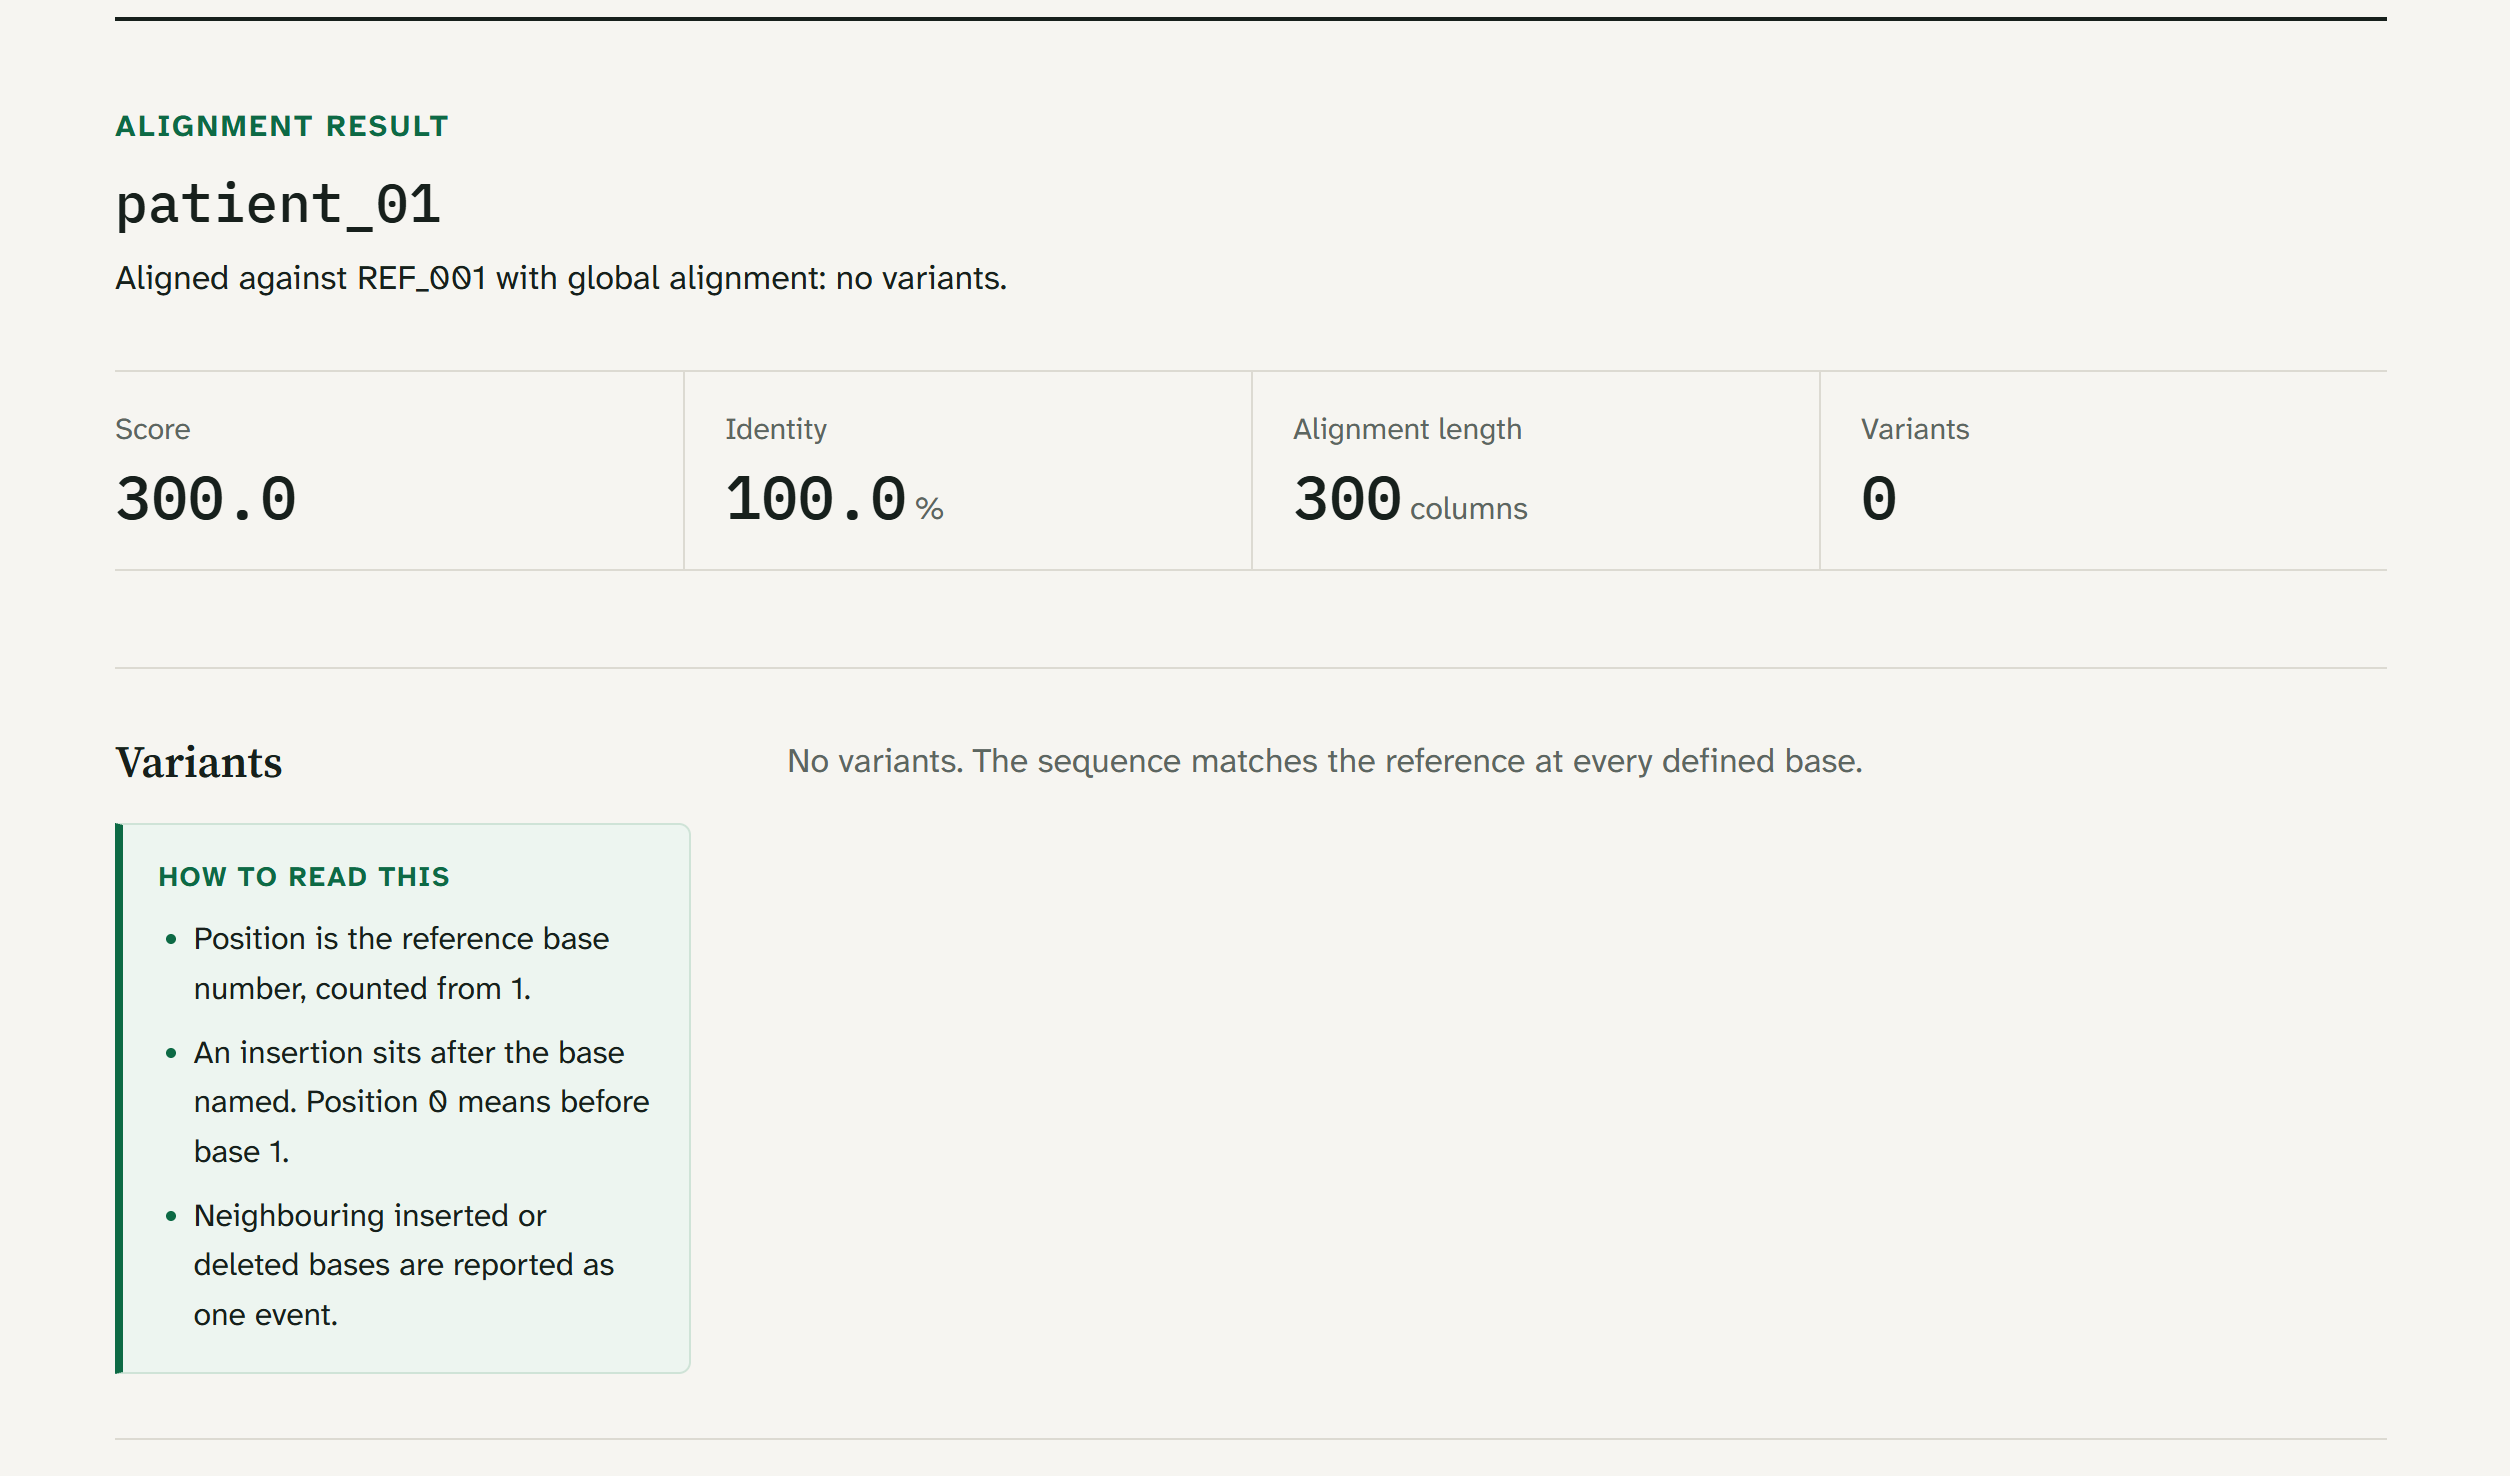 ALIGNMENT RESULT
patient_01
Aligned against REF_001 with global alignment: no variants.
Score
300.0
Identity
100.0 %
Alignment length
300 columns
Variants
0
Variants
No variants. The sequence matches the reference at every defined base.
HOW TO READ THIS
Position is the reference base
number, counted from 1.
An insertion sits after the base
named. Position 0 means before
base 1.
Neighbouring inserted or
deleted bases are reported as
one event.